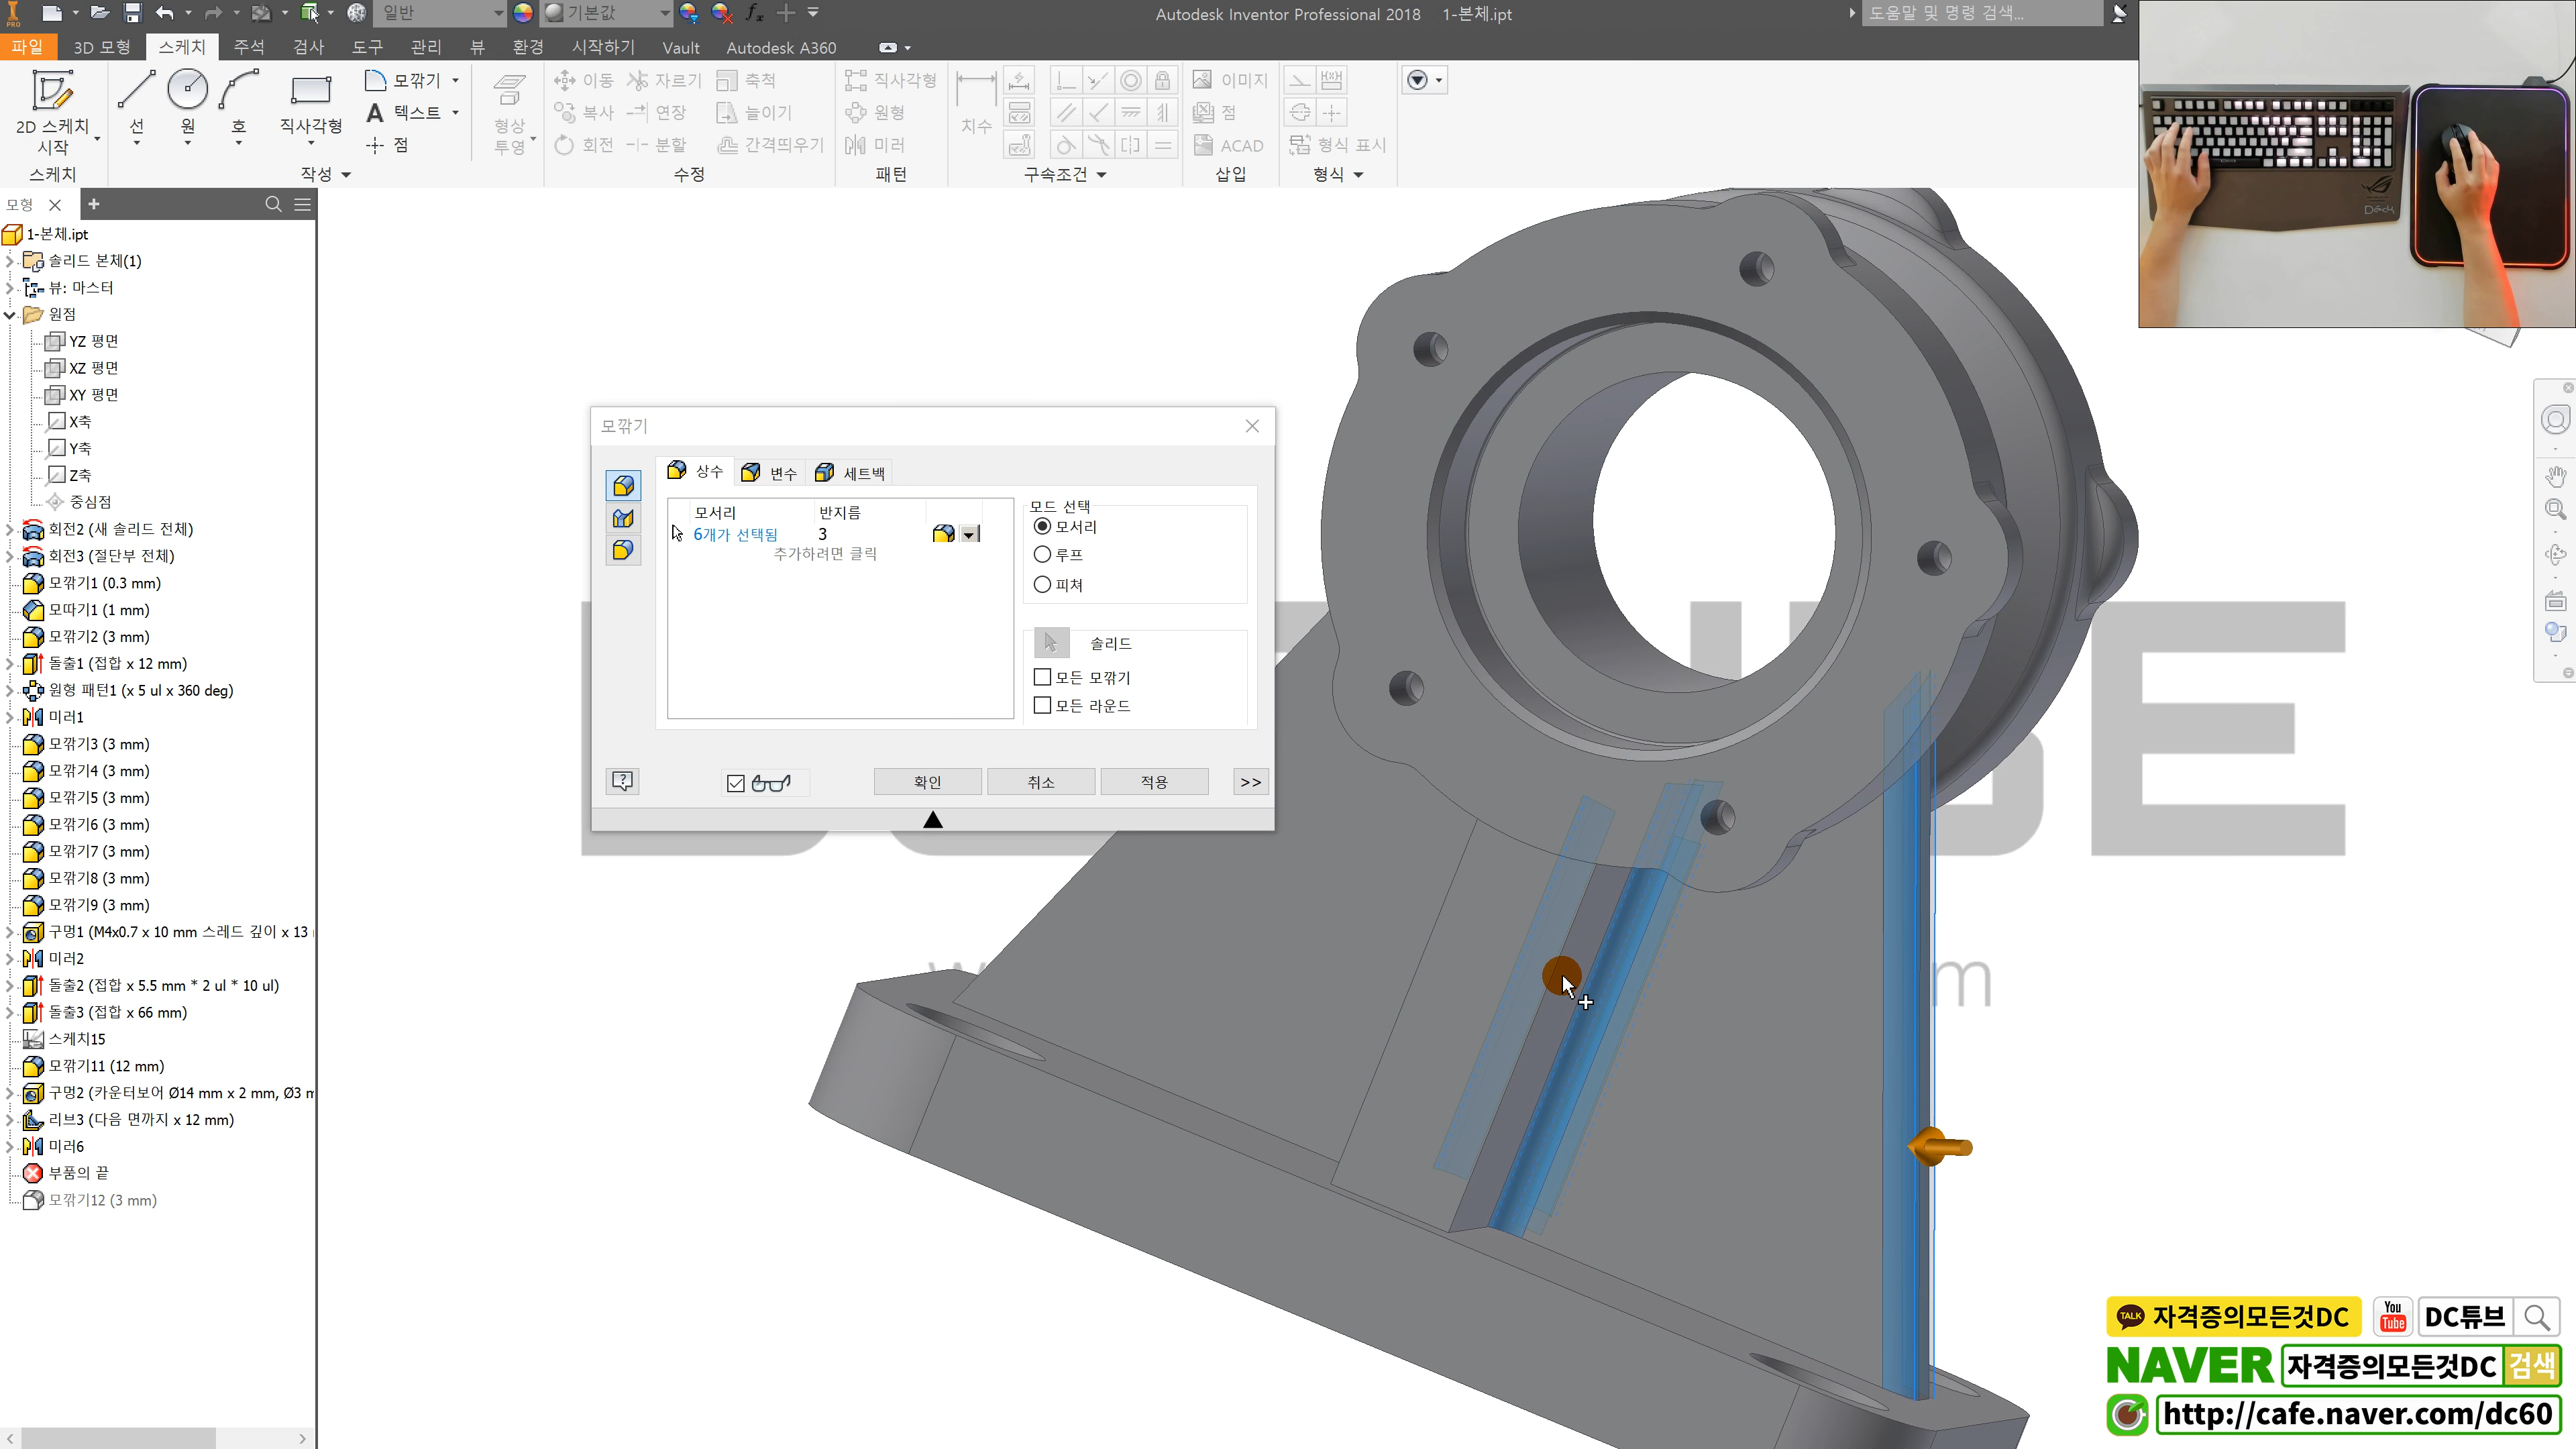 PRO
일반
기본값
Autodesk Inventor Professional 2018 1-본체.ipt
도움말 및 명령 검색...
파일 3D 모형 스케치 주석 검사 도구 관리 뷰 환경 시작하기 Vault Autodesk A360
2D 스케치 시작
선
원
호
직사각형
모깎기
텍스트
점
형상 투영
이동 자르기 축척
복사 연장 늘이기
회전 분할 간격띄우기
직사각형
원형
미러
치수
이미지
점
ACAD
형식 표시
스케치 작성 수정 패턴 구속조건 삽입 형식
모형
1-본체.ipt
솔리드 본체(1)
뷰: 마스터
원점
YZ 평면
XZ 평면
XY 평면
X축
Y축
Z축
중심점
회전2 (새 솔리드 전체)
회전3 (절단부 전체)
모깎기1 (0.3 mm)
모따기1 (1 mm)
모깎기2 (3 mm)
돌출1 (접합 x 12 mm)
원형 패턴1 (x 5 ul x 360 deg)
미러1
모깎기3 (3 mm)
모깎기4 (3 mm)
모깎기5 (3 mm)
모깎기6 (3 mm)
모깎기7 (3 mm)
모깎기8 (3 mm)
모깎기9 (3 mm)
구멍1 (M4x0.7 x 10 mm 스레드 깊이 x 13
미러2
돌출2 (접합 x 5.5 mm * 2 ul * 10 ul)
돌출3 (접합 x 66 mm)
스케치15
모깎기11 (12 mm)
구멍2 (카운터보어 Ø14 mm x 2 mm, Ø3 m
리브3 (다음 면까지 x 12 mm)
미러6
부품의 끝
모깎기12 (3 mm)
모깎기
상수 변수 세트백
모서리 반지름
6개가 선택됨 3
추가하려면 클릭
모드 선택
모서리
루프
피쳐
솔리드
모든 모깎기
모든 라운드
확인 취소 적용 >>
TALK 자격증의모든것DC
You Tube DC튜브
NAVER 자격증의모든것DC 검색
http://cafe.naver.com/dc60